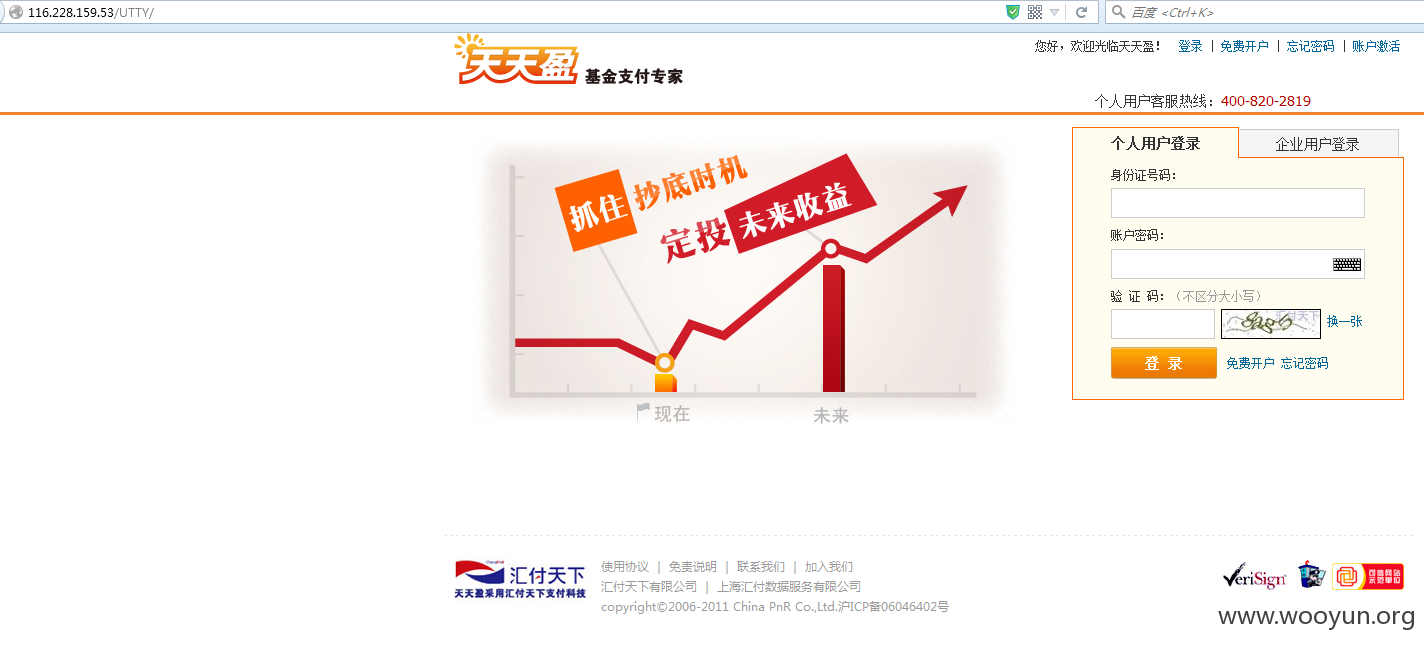 116.228.159.53/UTTY/
百度 <Ctrl+K>
天天盈 基金支付专家
您好，欢迎光临天天盈！ 登录 | 免费开户 | 忘记密码 | 账户激活
个人用户客服热线：400-820-2819
抓住 抄底时机
定投 未来收益
现在
未来
个人用户登录
企业用户登录
身份证号码：
账户密码：
验 证 码：（不区分大小写）
换一张
登 录 免费开户 忘记密码
汇付天下
天天盈采用汇付天下支付科技
使用协议 | 免责说明 | 联系我们 | 加入我们
汇付天下有限公司 | 上海汇付数据服务有限公司
copyright©2006-2011 China PnR Co.,Ltd.沪ICP备06046402号
VeriSign
可信网站
示范单位
www.wooyun.org